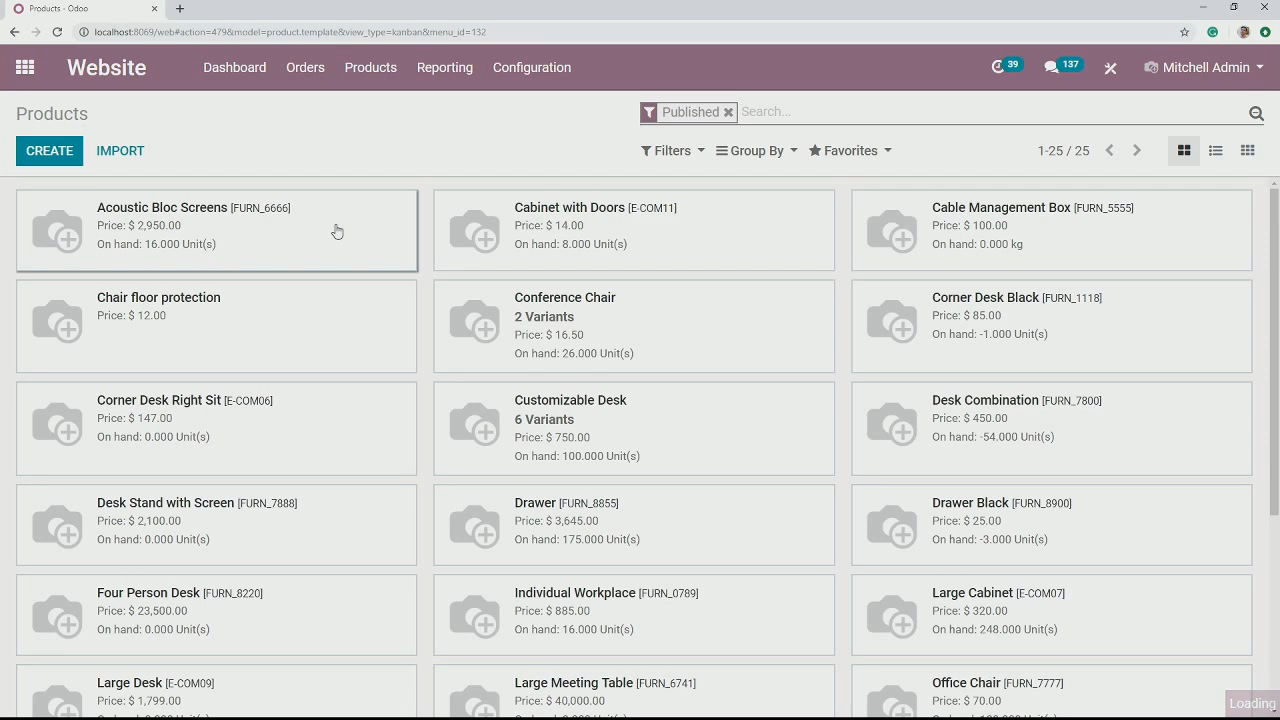 Products - Odoo
localhost:8069/web#action=479&model=product.template&view_type=kanban&menu_id=132
Website Dashboard Orders Products Reporting Configuration 39 137 Mitchell Admin
Products
Published Search...
CREATE IMPORT Filters Group By Favorites 1-25 / 25
Acoustic Bloc Screens [FURN_6666]
Price: $ 2,950.00
On hand: 16.000 Unit(s)
Cabinet with Doors [E-COM11]
Price: $ 14.00
On hand: 8.000 Unit(s)
Cable Management Box [FURN_5555]
Price: $ 100.00
On hand: 0.000 kg
Chair floor protection
Price: $ 12.00
Conference Chair
2 Variants
Price: $ 16.50
On hand: 26.000 Unit(s)
Corner Desk Black [FURN_1118]
Price: $ 85.00
On hand: -1.000 Unit(s)
Corner Desk Right Sit [E-COM06]
Price: $ 147.00
On hand: 0.000 Unit(s)
Customizable Desk
6 Variants
Price: $ 750.00
On hand: 100.000 Unit(s)
Desk Combination [FURN_7800]
Price: $ 450.00
On hand: -54.000 Unit(s)
Desk Stand with Screen [FURN_7888]
Price: $ 2,100.00
On hand: 0.000 Unit(s)
Drawer [FURN_8855]
Price: $ 3,645.00
On hand: 175.000 Unit(s)
Drawer Black [FURN_8900]
Price: $ 25.00
On hand: -3.000 Unit(s)
Four Person Desk [FURN_8220]
Price: $ 23,500.00
On hand: 0.000 Unit(s)
Individual Workplace [FURN_0789]
Price: $ 885.00
On hand: 16.000 Unit(s)
Large Cabinet [E-COM07]
Price: $ 320.00
On hand: 248.000 Unit(s)
Large Desk [E-COM09]
Price: $ 1,799.00
Large Meeting Table [FURN_6741]
Price: $ 40,000.00
Office Chair [FURN_7777]
Price: $ 70.00
Loading